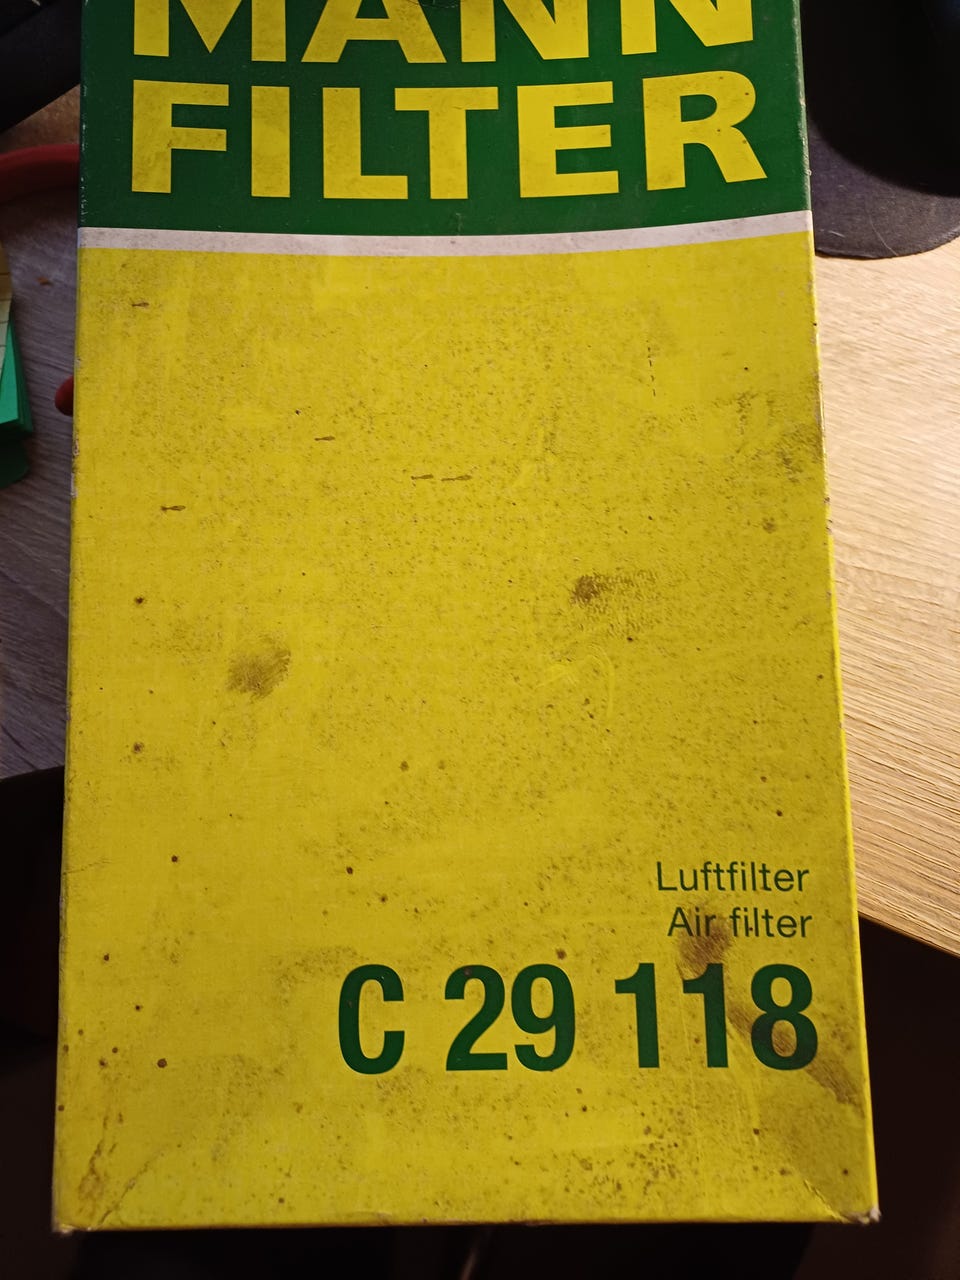 MANN
FILTER
Luftfilter
Air filter
C 29 118